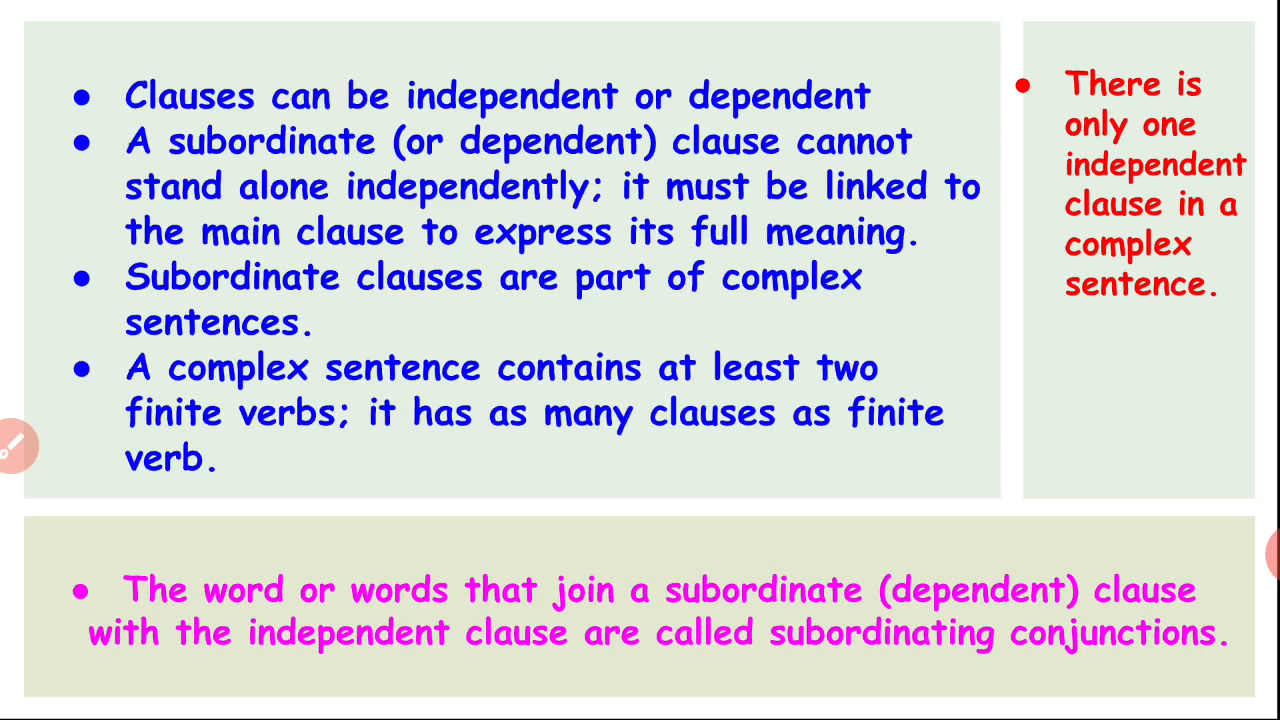 ● Clauses can be independent or dependent
● A subordinate (or dependent) clause cannot
stand alone independently; it must be linked to
the main clause to express its full meaning.
● Subordinate clauses are part of complex
sentences.
● A complex sentence contains at least two
finite verbs; it has as many clauses as finite
verb.
● There is
only one
independent
clause in a
complex
sentence.
● The word or words that join a subordinate (dependent) clause
with the independent clause are called subordinating conjunctions.